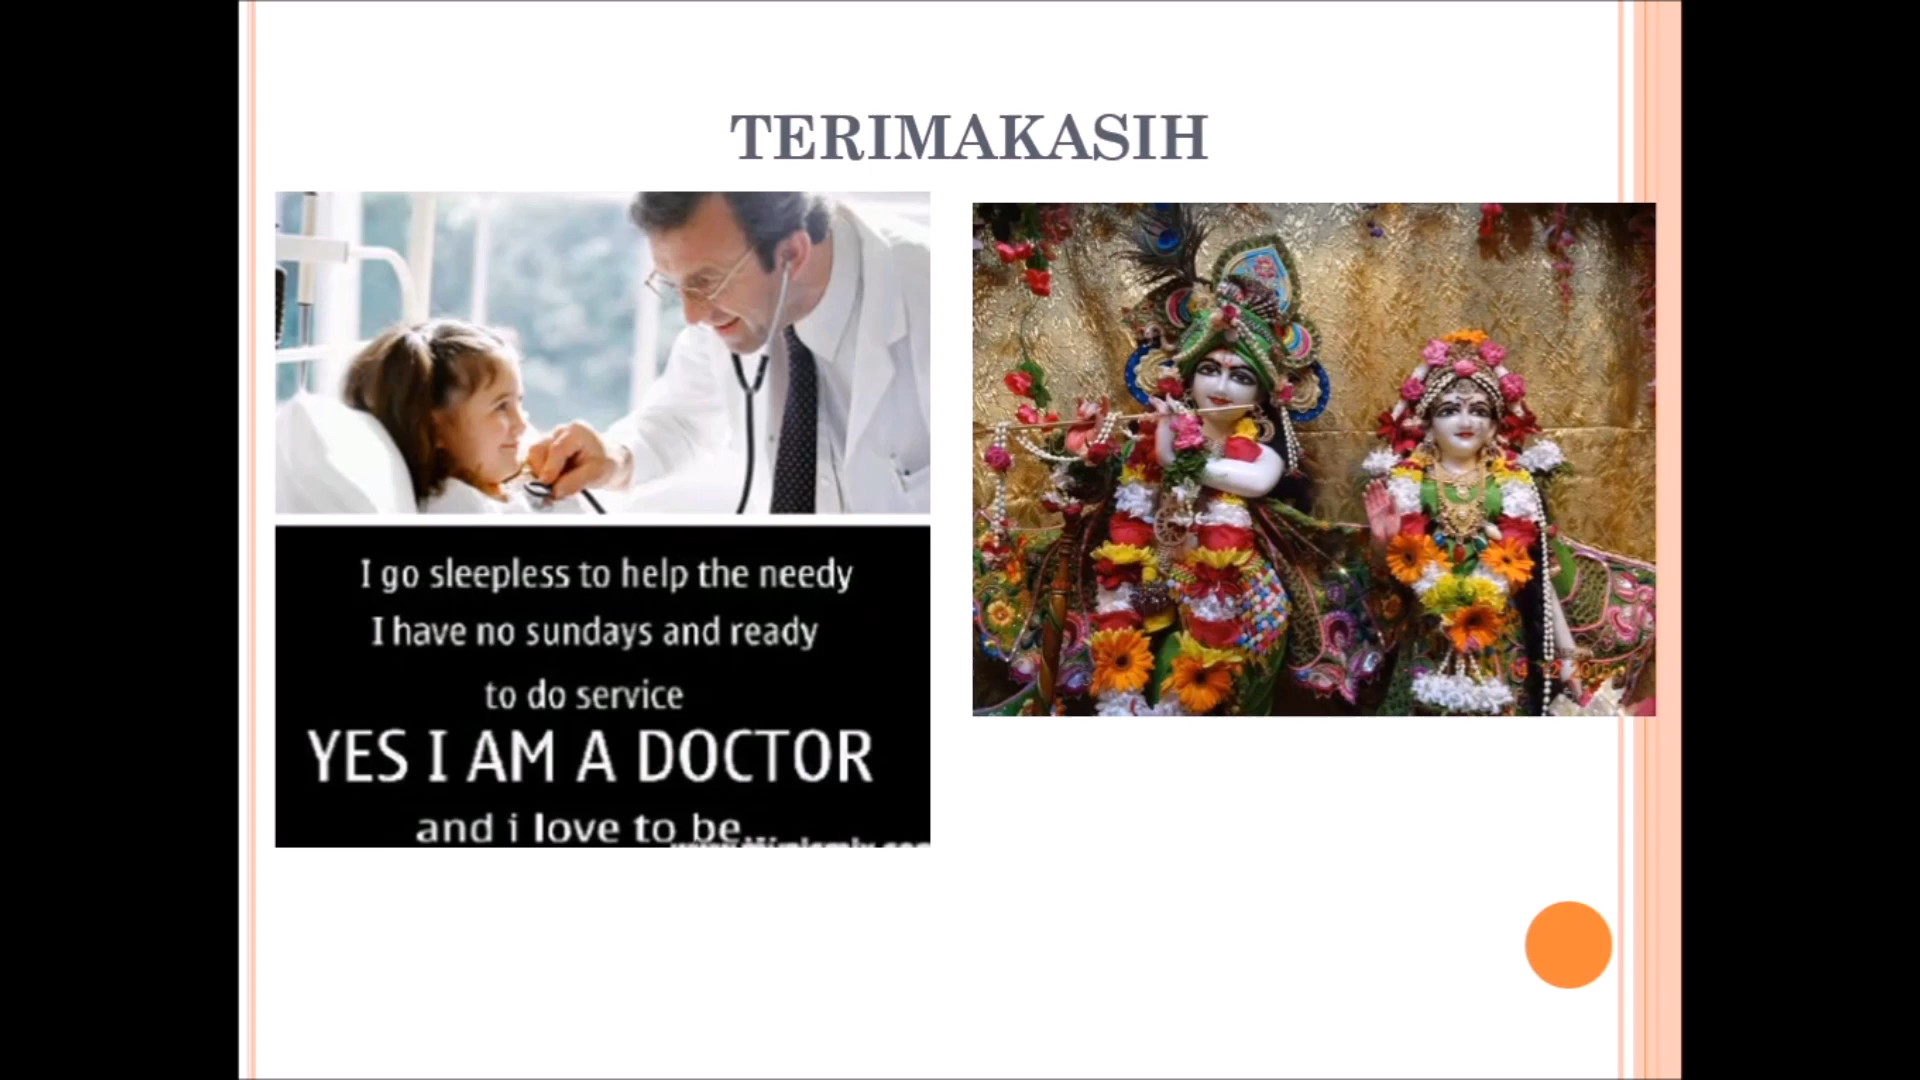 TERIMAKASIH
I go sleepless to help the needy
I have no sundays and ready
to do service
YES I AM A DOCTOR
and i love to be...